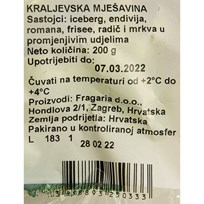 KRALJEVSKA MJEŠAVINA
Sastojci: iceberg, endivija,
romana, frisee, radič i mrkva u
promjenjivim udjelima
Neto količina: 200 g
Upotrijebiti do:
07.03.2022
Čuvati na temperaturi od +2°C do
+4°C
Proizvodi: Fragaria d.o.o.,
Hondlova 2/1, Zagreb, Hrvatska
Zemlja podrijetla: Hrvatska
Pakirano u kontroliranoj atmosfer
L 183 1 28 02 22